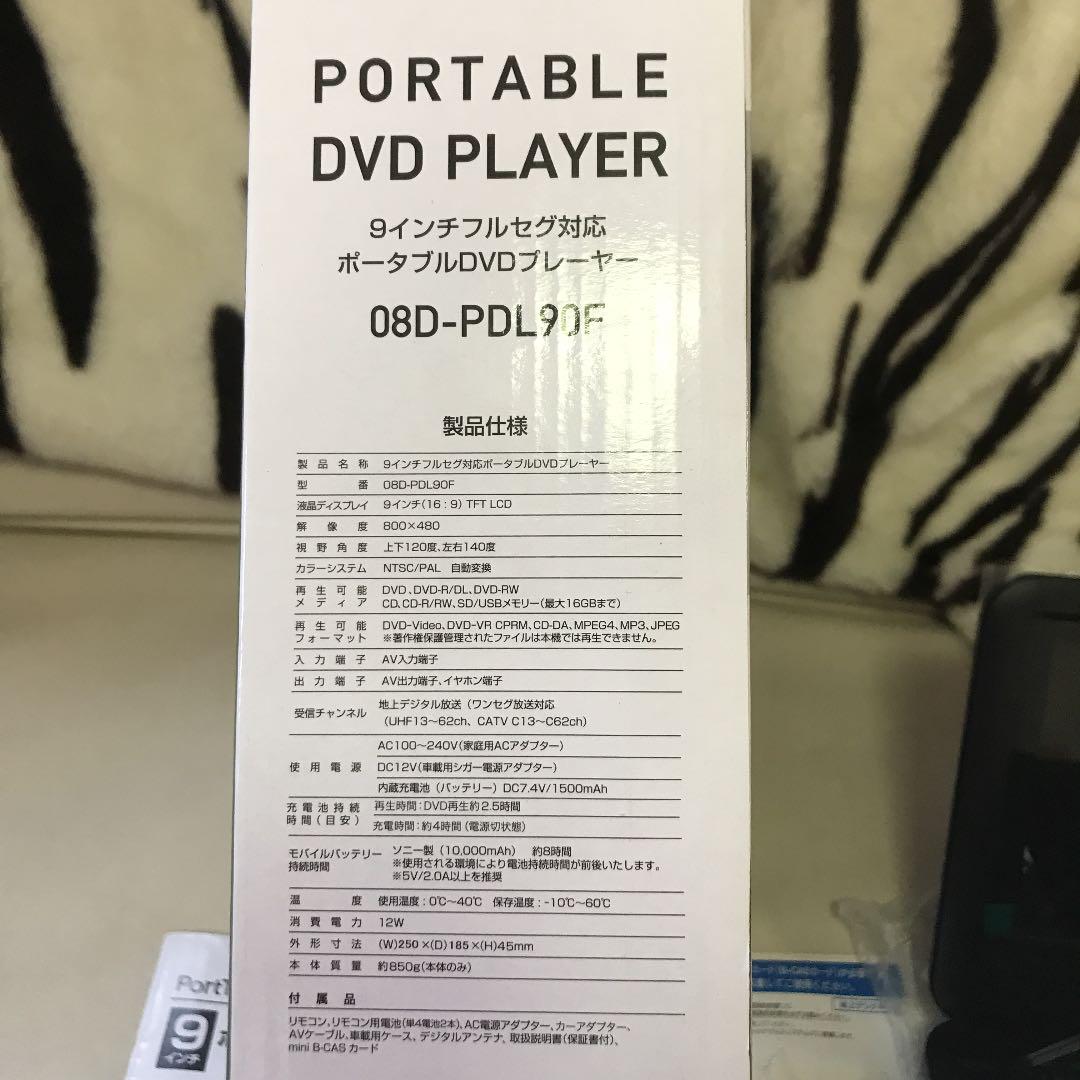 PORTABLE
DVD PLAYER
9インチフルセグ対応
ポータブルDVDプレーヤー
08D-PDL90F
製品仕様
製品名称 9インチフルセグ対応ポータブルDVDプレーヤー
型番 08D-PDL90F
液晶ディスプレイ 9インチ(16:9) TFT LCD
解像度 800×480
視野角度 上下120度、左右140度
カラーシステム NTSC/PAL 自動変換
再生可能 DVD、DVD-R/DL、DVD-RW
メディア CD、CD-R/RW、SD/USBメモリー(最大16GBまで)
再生可能 DVD-Video、DVD-VR CPRM、CD-DA、MPEG4、MP3、JPEG
フォーマット ※著作権保護管理されたファイルは本機では再生できません。
入力端子 AV入力端子
出力端子 AV出力端子、イヤホン端子
受信チャンネル 地上デジタル放送(ワンセグ放送対応
(UHF13～62ch、CATV C13～C62ch)
AC100～240V(家庭用ACアダプター)
使用電源 DC12V(車載用シガー電源アダプター)
内蔵充電池(バッテリー)DC7.4V/1500mAh
充電池持続 再生時間:DVD再生約2.5時間
時間(目安) 充電時間:約4時間(電源切状態)
モバイルバッテリー ソニー製(10,000mAh) 約8時間
持続時間 ※使用される環境により電池持続時間が前後いたします。
※5V/2.0A以上を推奨
温度 使用温度:0℃～40℃ 保存温度:-10℃～60℃
消費電力 12W
外形寸法 (W)250×(D)185×(H)45mm
本体質量 約850g(本体のみ)
付属品
リモコン、リモコン用電池(単4電池2本)、AC電源アダプター、カーアダプター、
AVケーブル、車載用ケース、デジタルアンテナ、取扱説明書(保証書付)、
mini B-CASカード
9
インチ